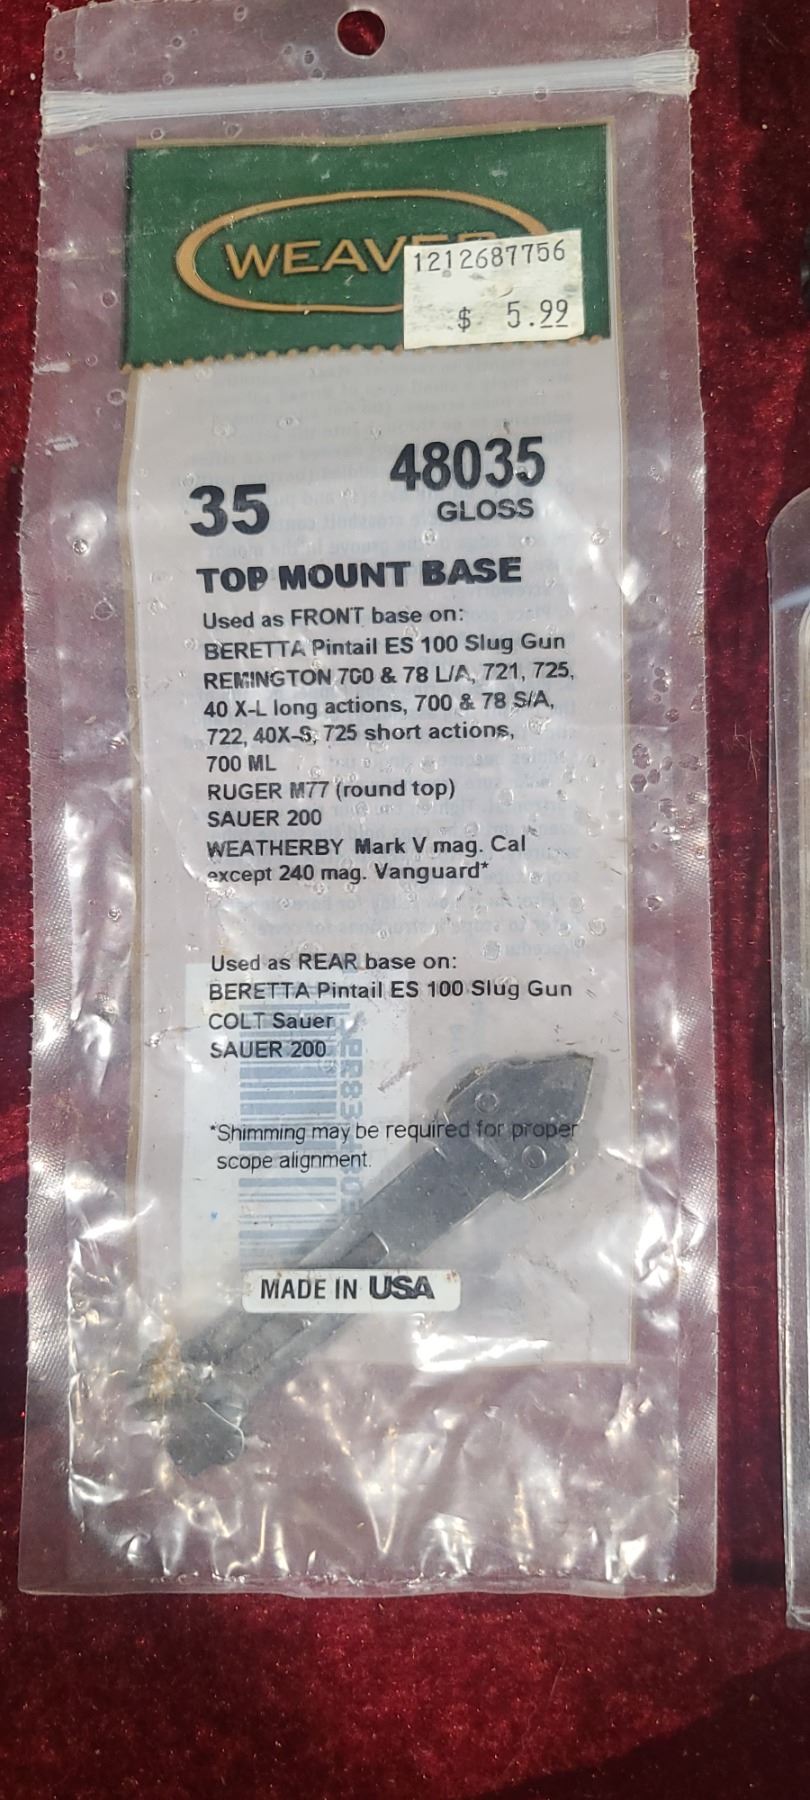 WEAVER
1212687756
$ 5.99
48035
35
GLOSS
TOP MOUNT BASE
Used as FRONT base on:
BERETTA Pintail ES 100 Slug Gun
REMINGTON 700 & 78 L/A, 721, 725,
40 X-L long actions, 700 & 78 S/A,
722, 40X-S, 725 short actions,
700 ML
RUGER M77 (round top)
SAUER 200
WEATHERBY Mark V mag. Cal
except 240 mag. Vanguard*
Used as REAR base on:
BERETTA Pintail ES 100 Slug Gun
COLT Sauer
SAUER 200
*Shimming may be required for proper
scope alignment.
MADE IN USA